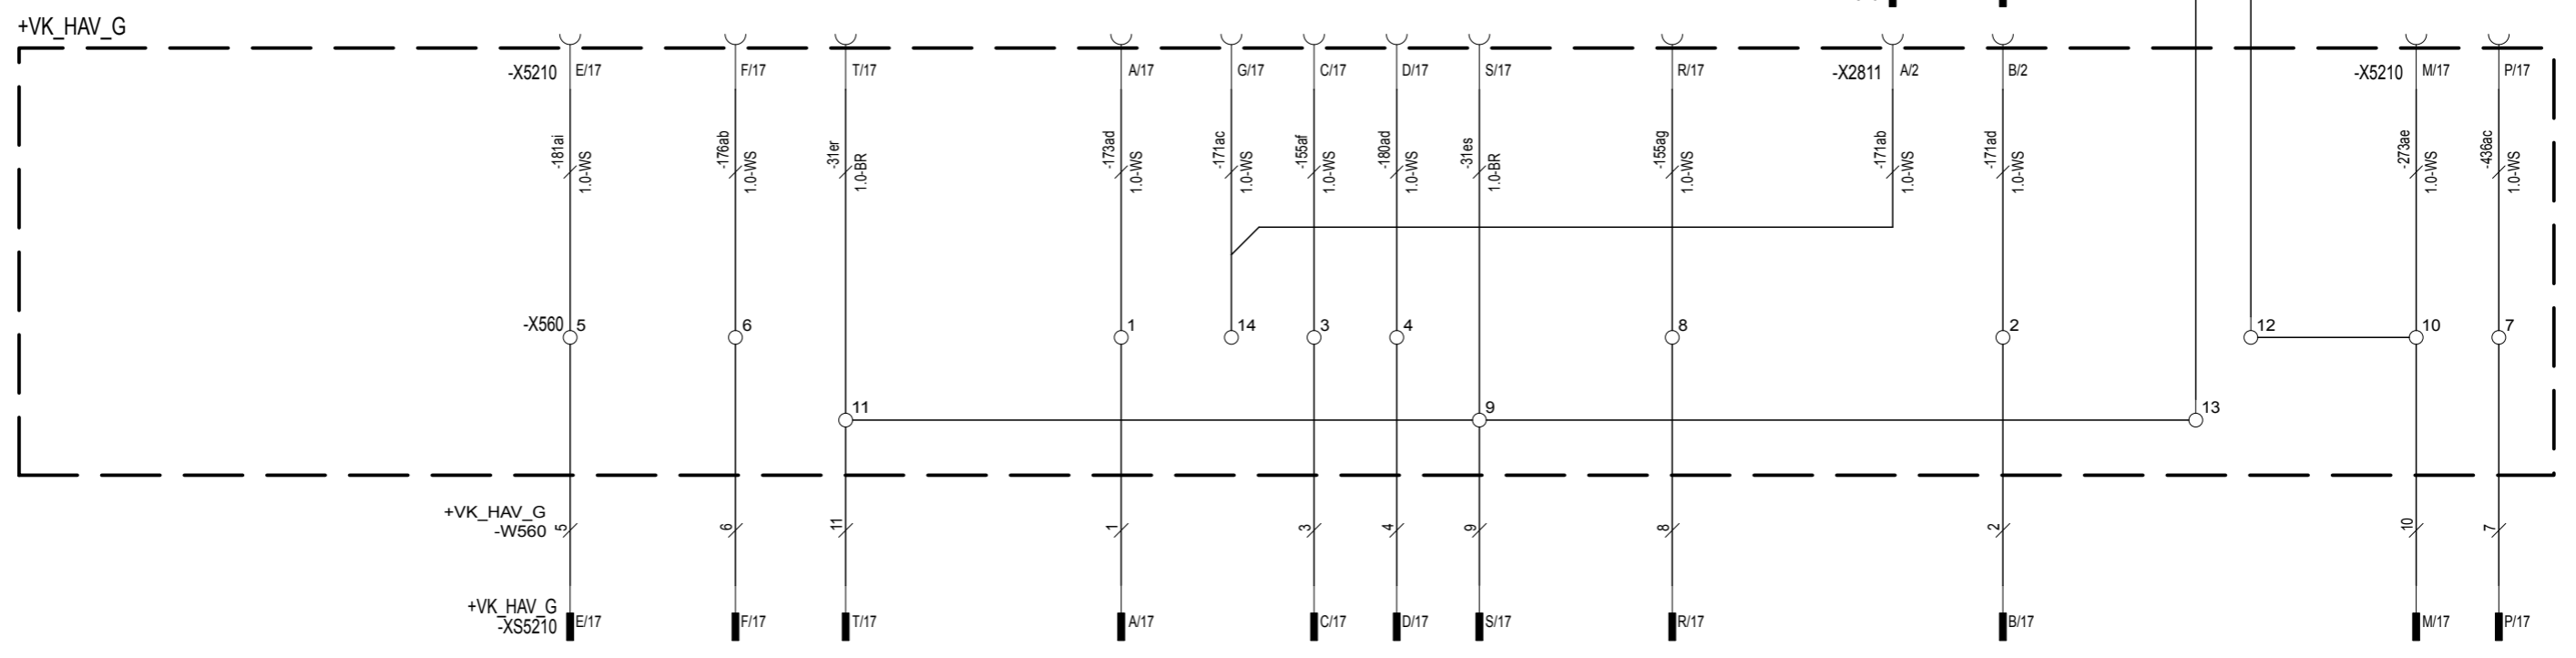 +VK_HAV_G
-X5210 E/17 F/17 T/17 A/17 G/17 C/17 D/17 S/17 R/17 -X2811 A/2 B/2 -X5210 M/17 P/17
-181ai -176ab -31er -173ad -171ac -155af -180ad -31es -155ag -171ab -171ad -273ae -436ac
1.0-WS 1.0-WS 1.0-BR 1.0-WS 1.0-WS 1.0-WS 1.0-WS 1.0-BR 1.0-WS 1.0-WS 1.0-WS 1.0-WS 1.0-WS
-X560 5 6 1 14 3 4 8 2 12 10 7
11 9 13
+VK_HAV_G
-W560 5 6 11 1 3 4 9 8 2 10 7
+VK_HAV_G
-XS5210 E/17 F/17 T/17 A/17 C/17 D/17 S/17 R/17 B/17 M/17 P/17